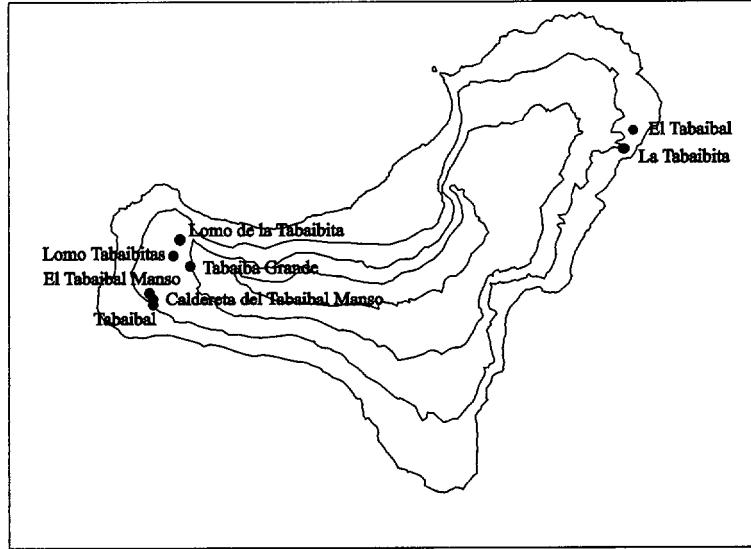 El Tabaibal
La Tabaibita
Lomo de la Tabaibita
Lomo Tabaibitas
Tabaiba Grande
El Tabaibal Manso
Caldereta del Tabaibal Manso
Tabaibal